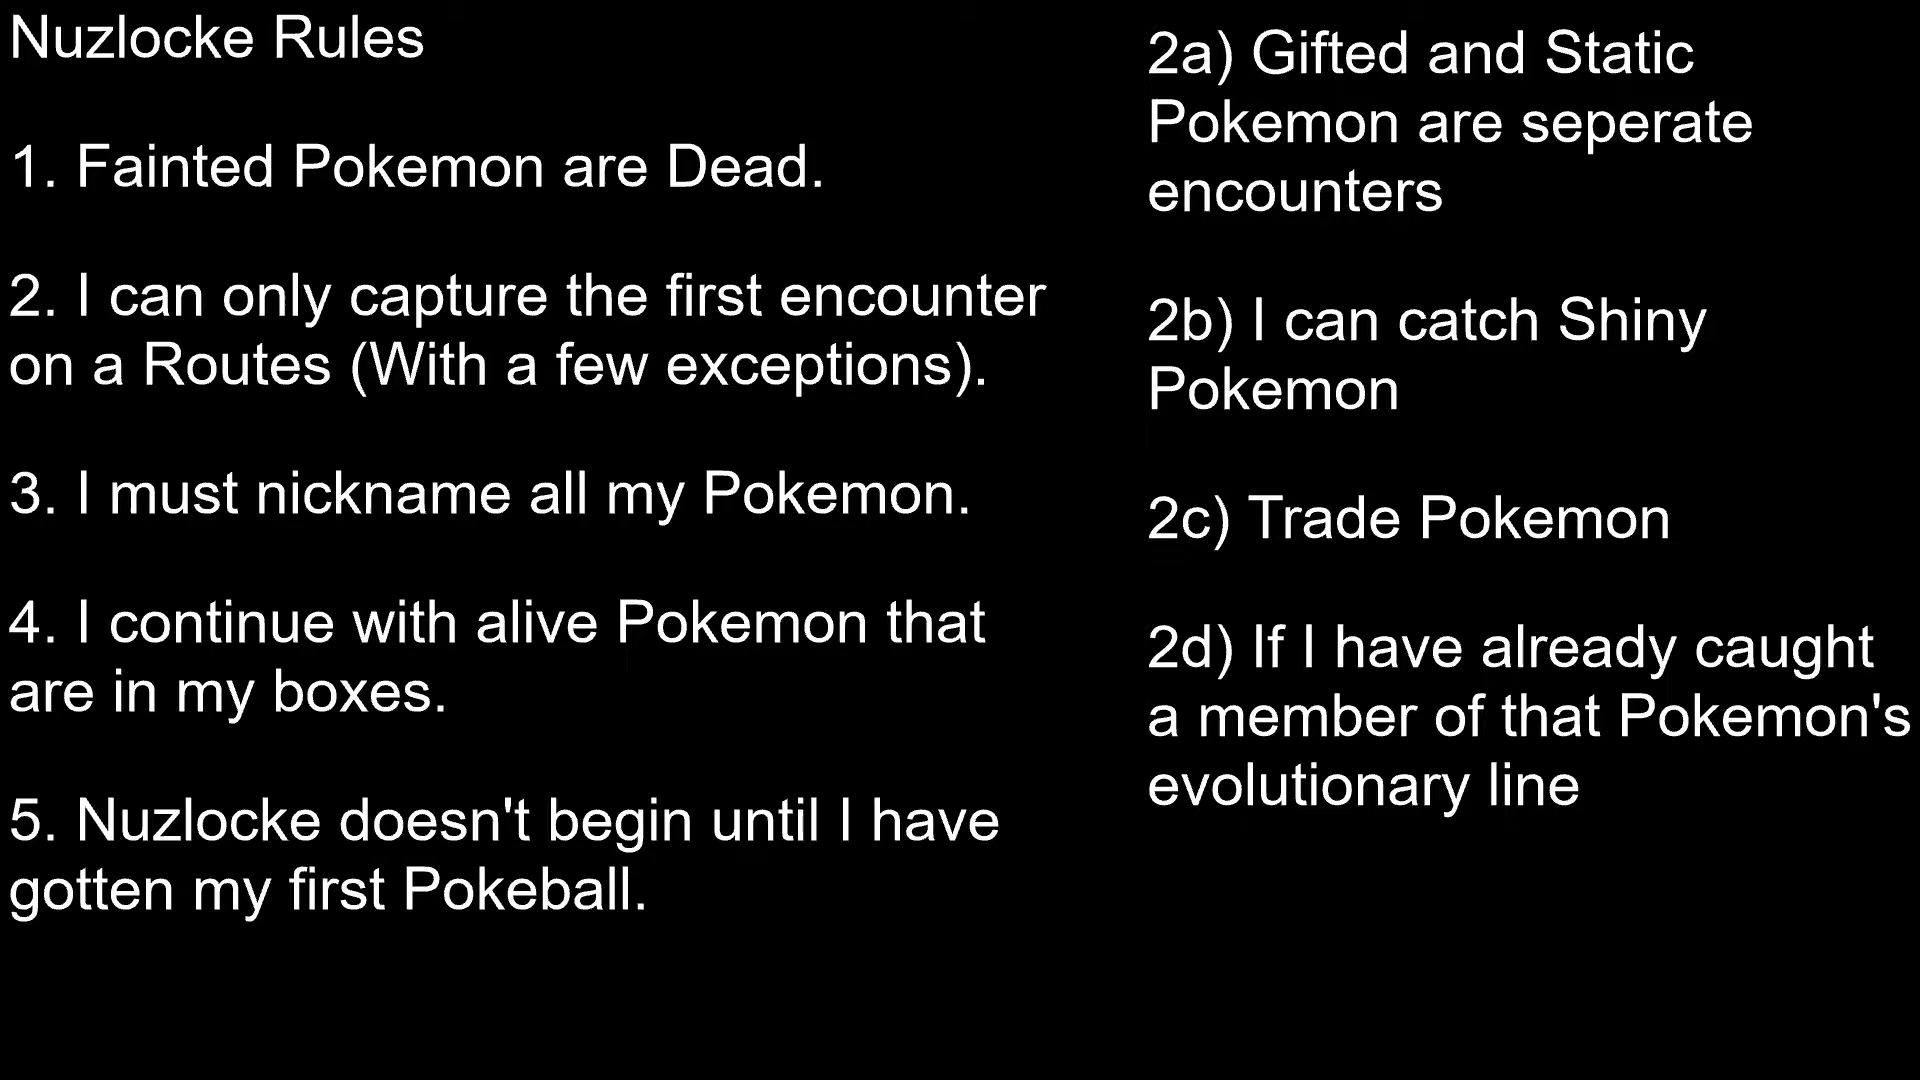 Nuzlocke Rules
1. Fainted Pokemon are Dead.
2. I can only capture the first encounter
on a Routes (With a few exceptions).
3. I must nickname all my Pokemon.
4. I continue with alive Pokemon that
are in my boxes.
5. Nuzlocke doesn't begin until I have
gotten my first Pokeball.
2a) Gifted and Static
Pokemon are seperate
encounters
2b) I can catch Shiny
Pokemon
2c) Trade Pokemon
2d) If I have already caught
a member of that Pokemon's
evolutionary line